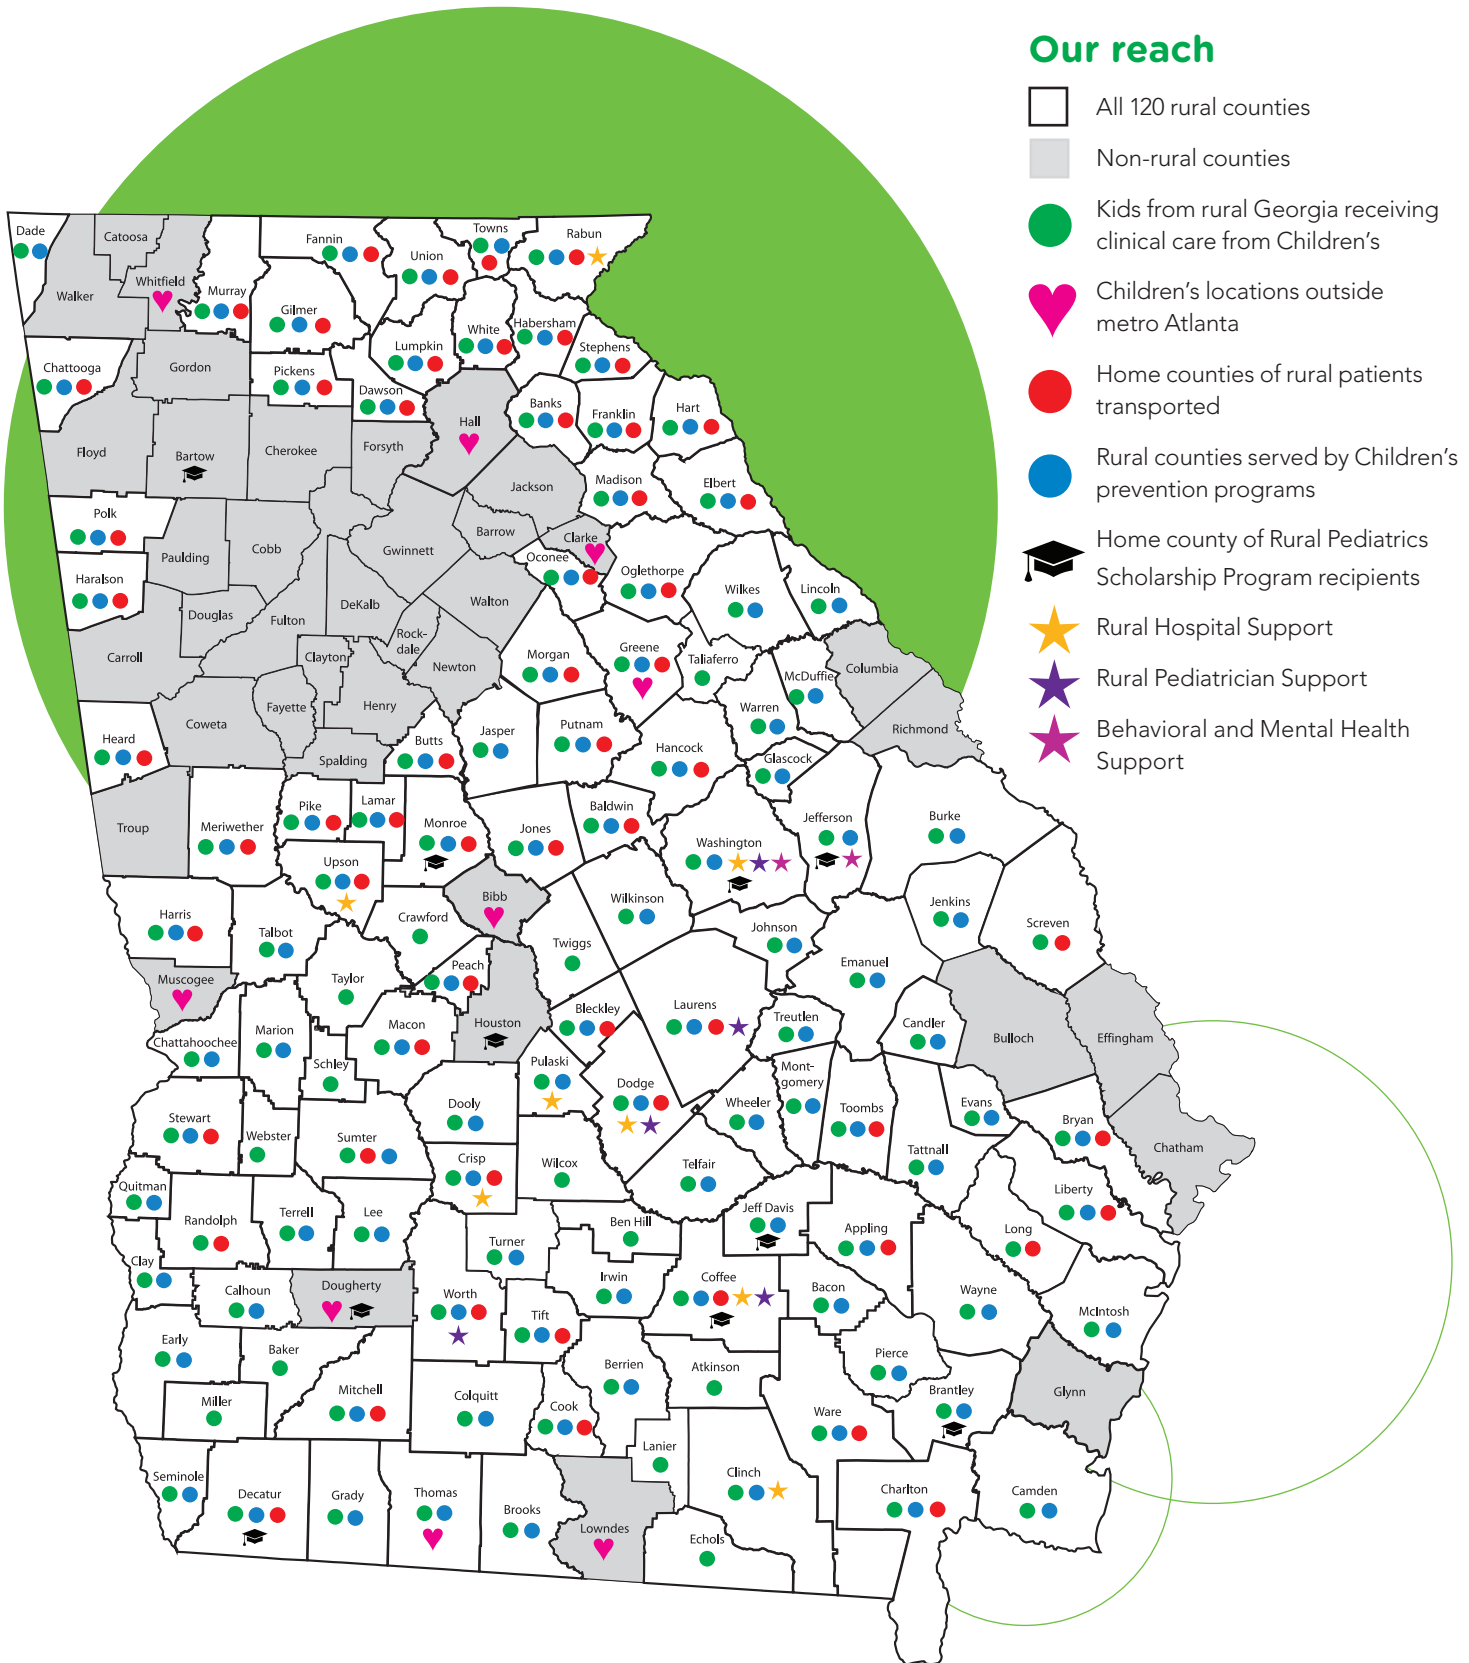 Our reach
All 120 rural counties
Non-rural counties
Kids from rural Georgia receiving
clinical care from Children's
Children's locations outside
metro Atlanta
Home counties of rural patients
transported
Rural counties served by Children's
prevention programs
Home county of Rural Pediatrics
Scholarship Program recipients
Rural Hospital Support
Rural Pediatrician Support
Behavioral and Mental Health
Support
Dade
Catoosa
Walker
Whitfield
Murray
Fannin
Gilmer
Union
Towns
Rabun
White
Habersham
Lumpkin
Stephens
Chattooga
Gordon
Pickens
Dawson
Hall
Banks
Franklin
Hart
Floyd
Bartow
Cherokee
Forsyth
Jackson
Madison
Elbert
Polk
Paulding
Cobb
Gwinnett
Barrow
Clarke
Oconee
Oglethorpe
Wilkes
Lincoln
Haralson
Douglas
Fulton
DeKalb
Walton
Rock-
dale
Clayton
Newton
Carroll
Morgan
Greene
Taliaferro
McDuffie
Columbia
Richmond
Coweta
Fayette
Henry
Spalding
Heard
Butts
Jasper
Putnam
Hancock
Warren
Glascock
Troup
Meriwether
Pike
Lamar
Monroe
Jones
Baldwin
Washington
Jefferson
Burke
Upson
Bibb
Crawford
Wilkinson
Johnson
Jenkins
Screven
Harris
Talbot
Taylor
Peach
Twiggs
Emanuel
Muscogee
Chattahoochee
Marion
Macon
Schley
Houston
Bleckley
Laurens
Treutlen
Candler
Bulloch
Effingham
Pulaski
Dodge
Mont-
gomery
Wheeler
Toombs
Evans
Bryan
Chatham
Stewart
Webster
Sumter
Dooly
Crisp
Wilcox
Telfair
Tattnall
Liberty
Quitman
Randolph
Terrell
Lee
Turner
Ben Hill
Jeff Davis
Appling
Long
Clay
Calhoun
Dougherty
Worth
Tift
Irwin
Coffee
Bacon
Wayne
McIntosh
Early
Baker
Miller
Mitchell
Colquitt
Cook
Berrien
Atkinson
Pierce
Brantley
Glynn
Ware
Lanier
Clinch
Charlton
Camden
Seminole
Decatur
Grady
Thomas
Brooks
Lowndes
Echols